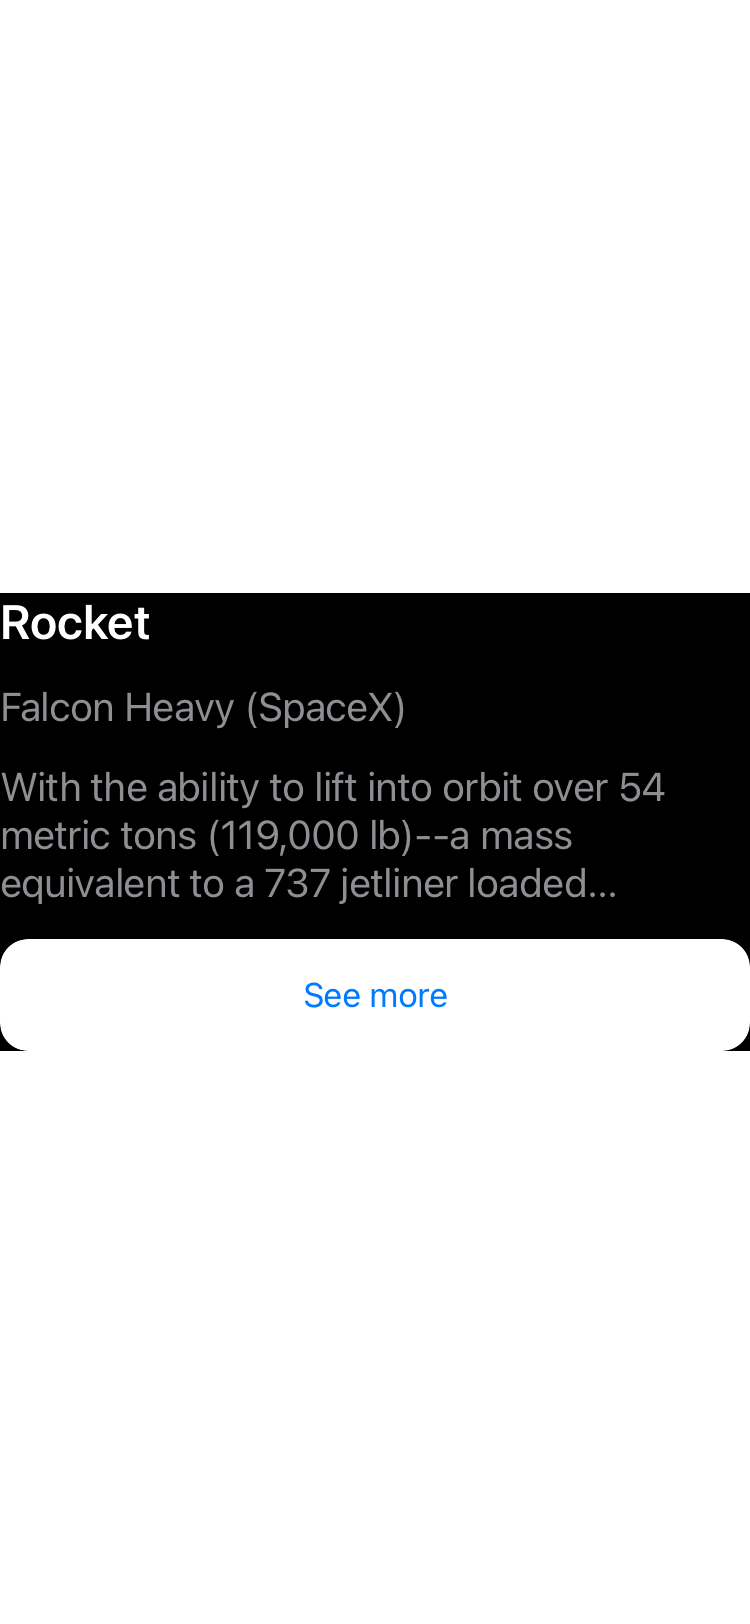 Rocket
Falcon Heavy (SpaceX)
With the ability to lift into orbit over 54
metric tons (119,000 lb)--a mass
equivalent to a 737 jetliner loaded...
See more